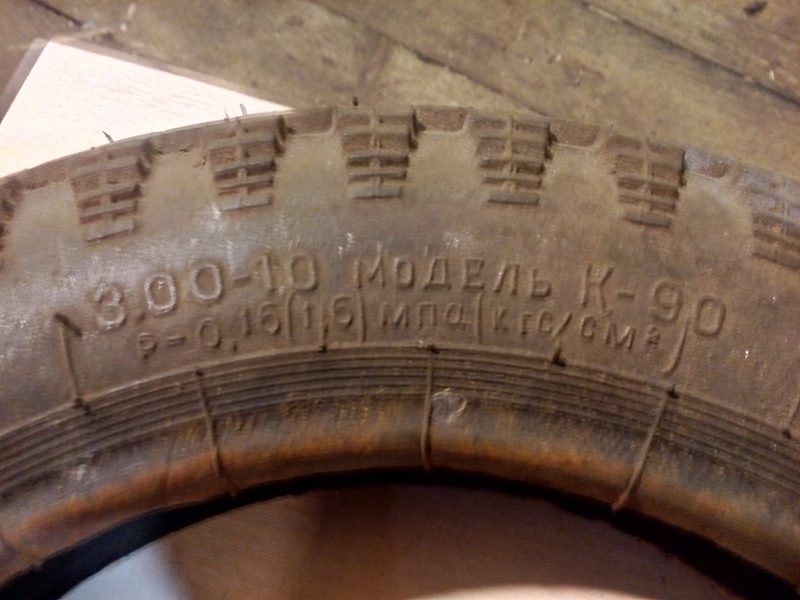 3.00-10 МОДЕЛЬ К-90
р=0,16(1,6) мпа(кгс/см²)